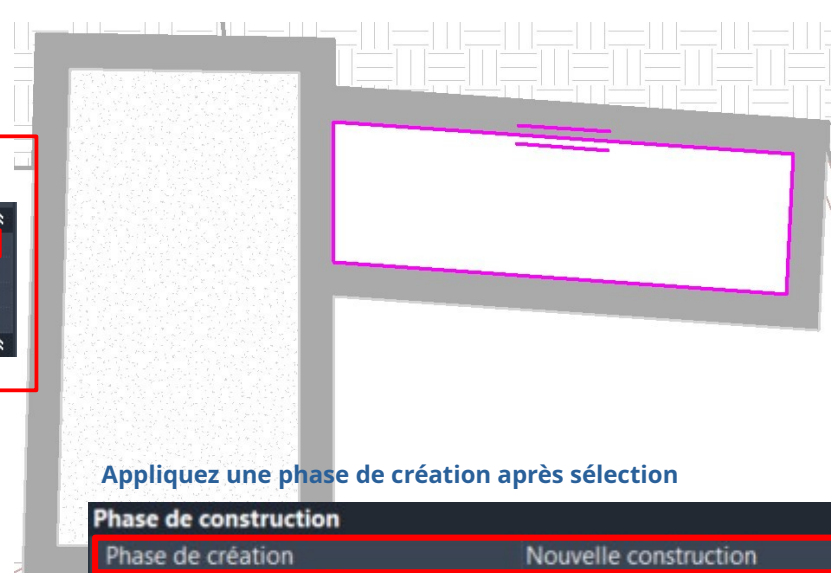 Appliquez une phase de création après sélection
Phase de construction
Phase de création Nouvelle construction